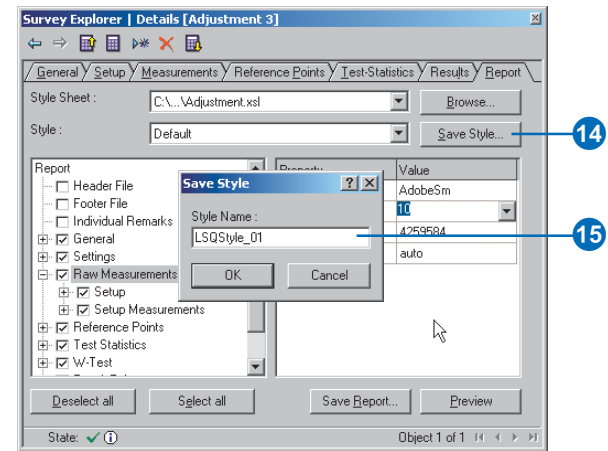 Survey Explorer | Details [Adjustment 3]
General Setup Measurements Reference Points Test-Statistics Results Report
Style Sheet : C:\...\Adjustment.xsl Browse...
Style : Default Save Style... 14
Report Property Value
Header File AdobeSm
Footer File 10
Individual Remarks 4259584
General auto
Settings
Raw Measurements
Setup
Setup Measurements
Reference Points
Test Statistics
W-Test
Save Style
Style Name :
LSQStyle_01 15
OK Cancel
Deselect all Select all Save Report... Preview
State: Object 1 of 1